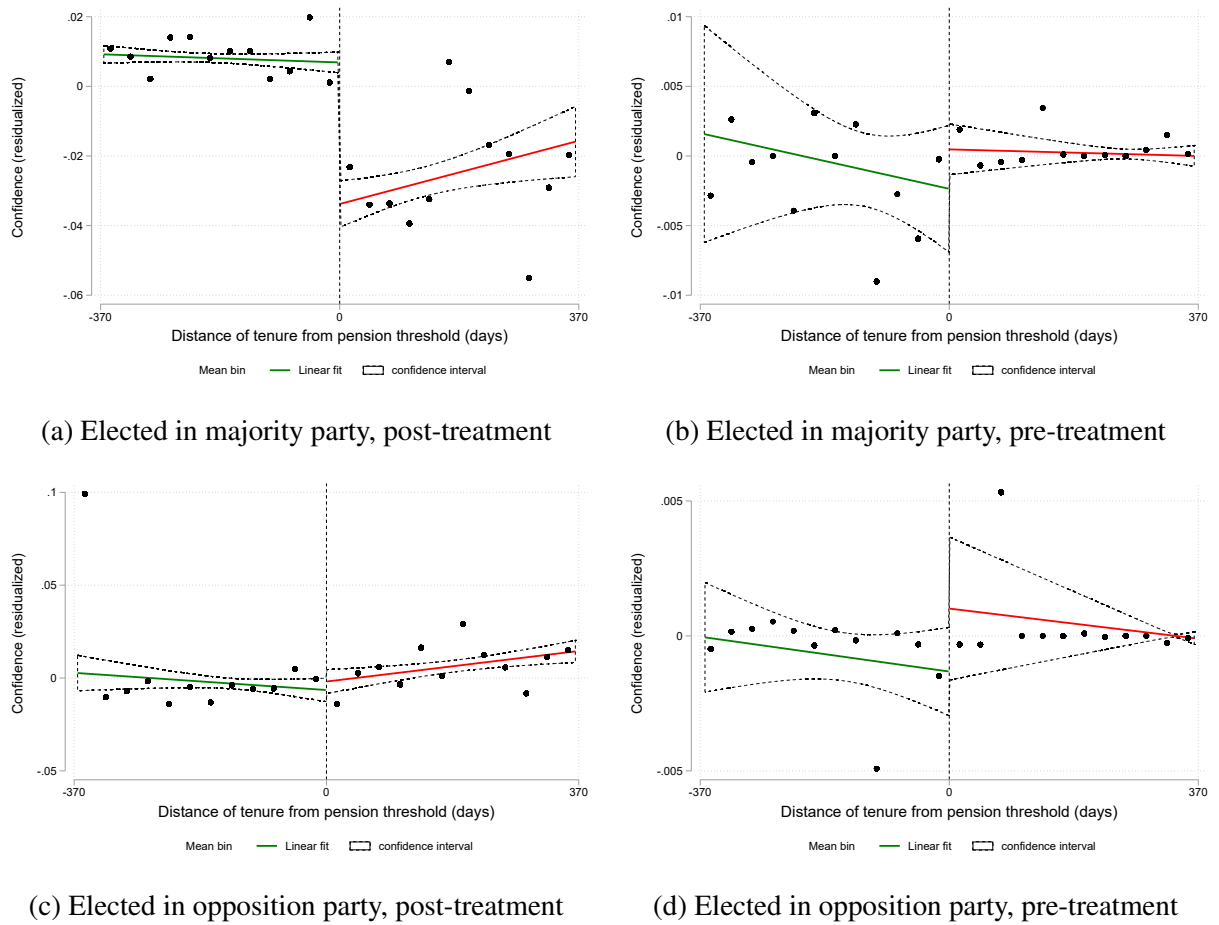 .02
0
-.02
-.04
-.06
Confidence (residualized)
-370
0
370
Distance of tenure from pension threshold (days)
Mean bin
Linear fit
confidence interval
(a) Elected in majority party, post-treatment
.01
.005
0
-.005
-.01
Confidence (residualized)
-370
0
370
Distance of tenure from pension threshold (days)
Mean bin
Linear fit
confidence interval
(b) Elected in majority party, pre-treatment
.1
.05
0
-.05
Confidence (residualized)
-370
0
370
Distance of tenure from pension threshold (days)
Mean bin
Linear fit
confidence interval
(c) Elected in opposition party, post-treatment
.005
0
-.005
Confidence (residualized)
-370
0
370
Distance of tenure from pension threshold (days)
Mean bin
Linear fit
confidence interval
(d) Elected in opposition party, pre-treatment